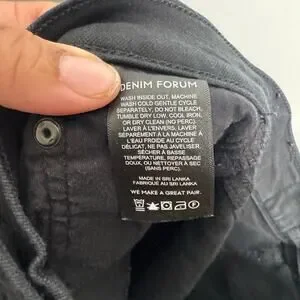 DENIM FORUM
WASH INSIDE OUT, MACHINE
WASH COLD GENTLE CYCLE
SEPARATELY, DO NOT BLEACH,
TUMBLE DRY LOW, COOL IRON,
OR DRY CLEAN (NO PERC).
LAVER À L'ENVERS, LAVER
SÉPARÉMENT À LA MACHINE À
L'EAU FROIDE AU CYCLE
DÉLICAT, NE PAS JAVELISER,
SÉCHER À BASSE
TEMPÉRATURE, REPASSAGE
DOUX, OU NETTOYER À SEC
(SANS PERC).
MADE IN SRI LANKA
FABRIQUÉ AU SRI LANKA
WE MAKE A GREAT PAIR.